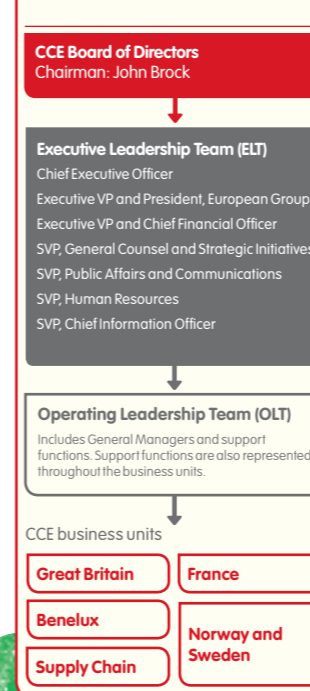 CCE Board of Directors
Chairman: John Brock
Executive Leadership Team (ELT)
Chief Executive Officer
Executive VP and President, European Group
Executive VP and Chief Financial Officer
SVP, General Counsel and Strategic Initiatives
SVP, Public Affairs and Communications
SVP, Human Resources
SVP, Chief Information Officer
Operating Leadership Team (OLT)
Includes General Managers and support
functions. Support functions are also represented
throughout the business units.
CCE business units
Great Britain
France
Benelux
Norway and
Sweden
Supply Chain